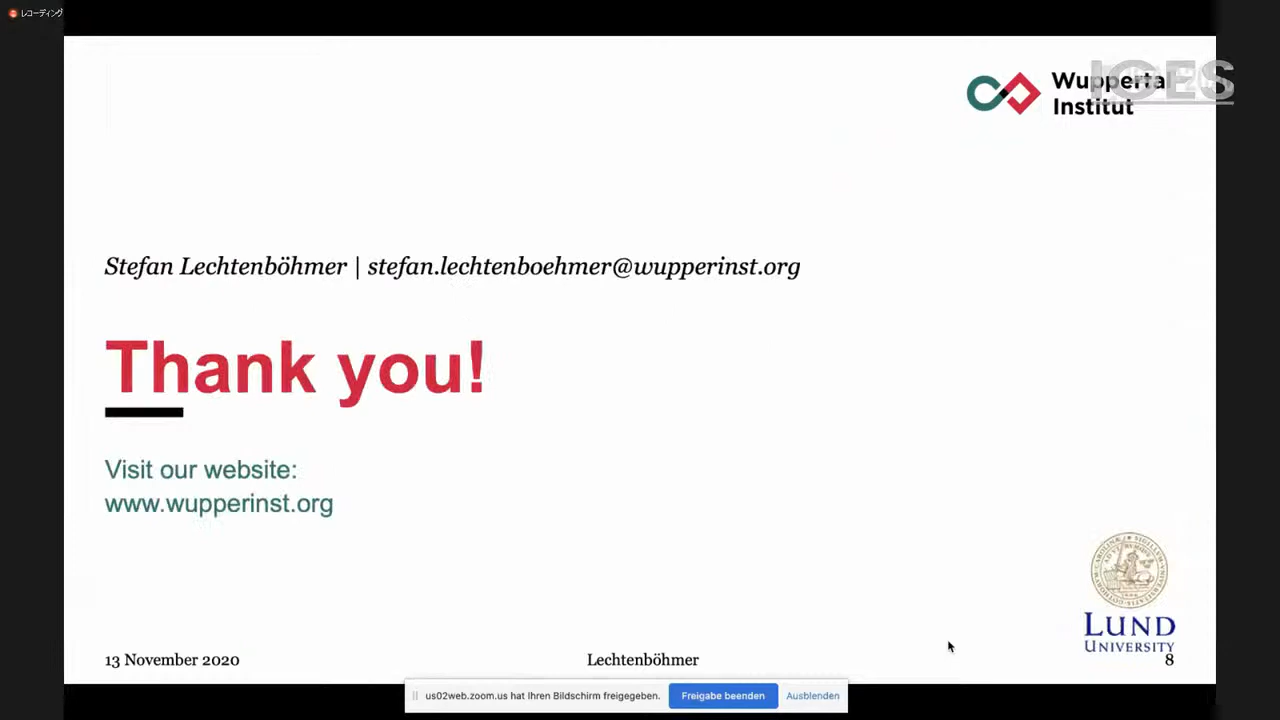 レコーディング
Wuppertal
Institut
IGES
Stefan Lechtenböhmer | stefan.lechtenboehmer@wupperinst.org
Thank you!
Visit our website:
www.wupperinst.org
LUND
UNIVERSITY
13 November 2020
Lechtenböhmer
8
us02web.zoom.us hat Ihren Bildschirm freigegeben.
Freigabe beenden
Ausblenden